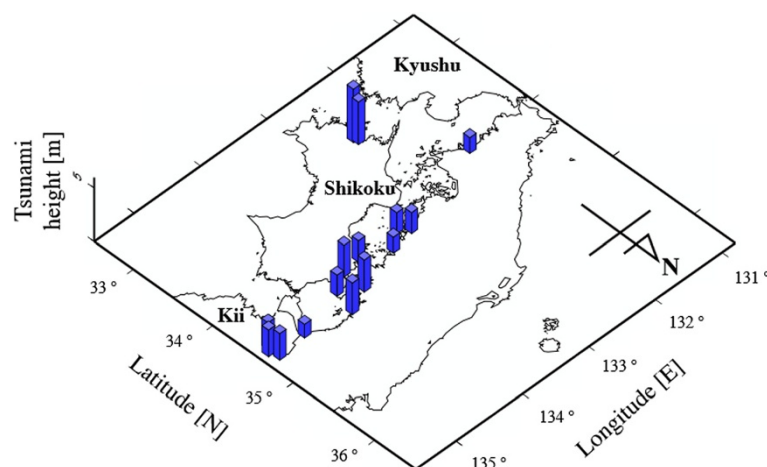 Kyushu
Tsunami
height [m]
5
Shikoku
N
Kii
33°
34°
35°
36°
Latitude [N]
131°
132°
133°
134°
135°
Longitude [E]